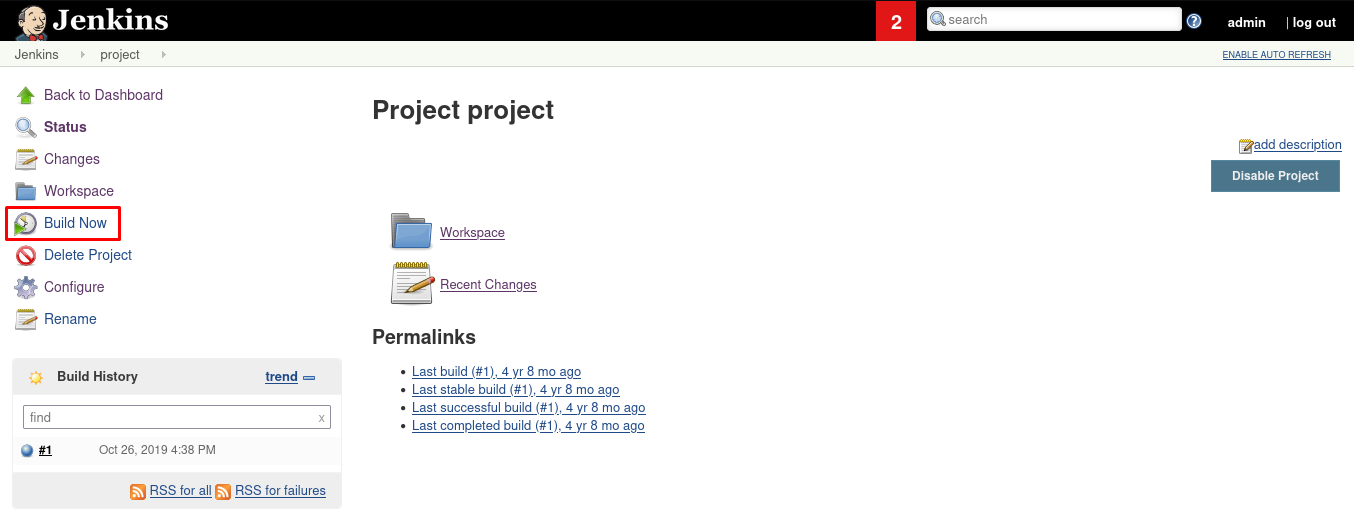 Jenkins
2
search
admin
| log out
Jenkins
project
ENABLE AUTO REFRESH
Back to Dashboard
Status
Changes
Workspace
Build Now
Delete Project
Configure
Rename
Build History
trend
find
x
#1
Oct 26, 2019 4:38 PM
RSS for all
RSS for failures
Project project
add description
Disable Project
Workspace
Recent Changes
Permalinks
Last build (#1), 4 yr 8 mo ago
Last stable build (#1), 4 yr 8 mo ago
Last successful build (#1), 4 yr 8 mo ago
Last completed build (#1), 4 yr 8 mo ago